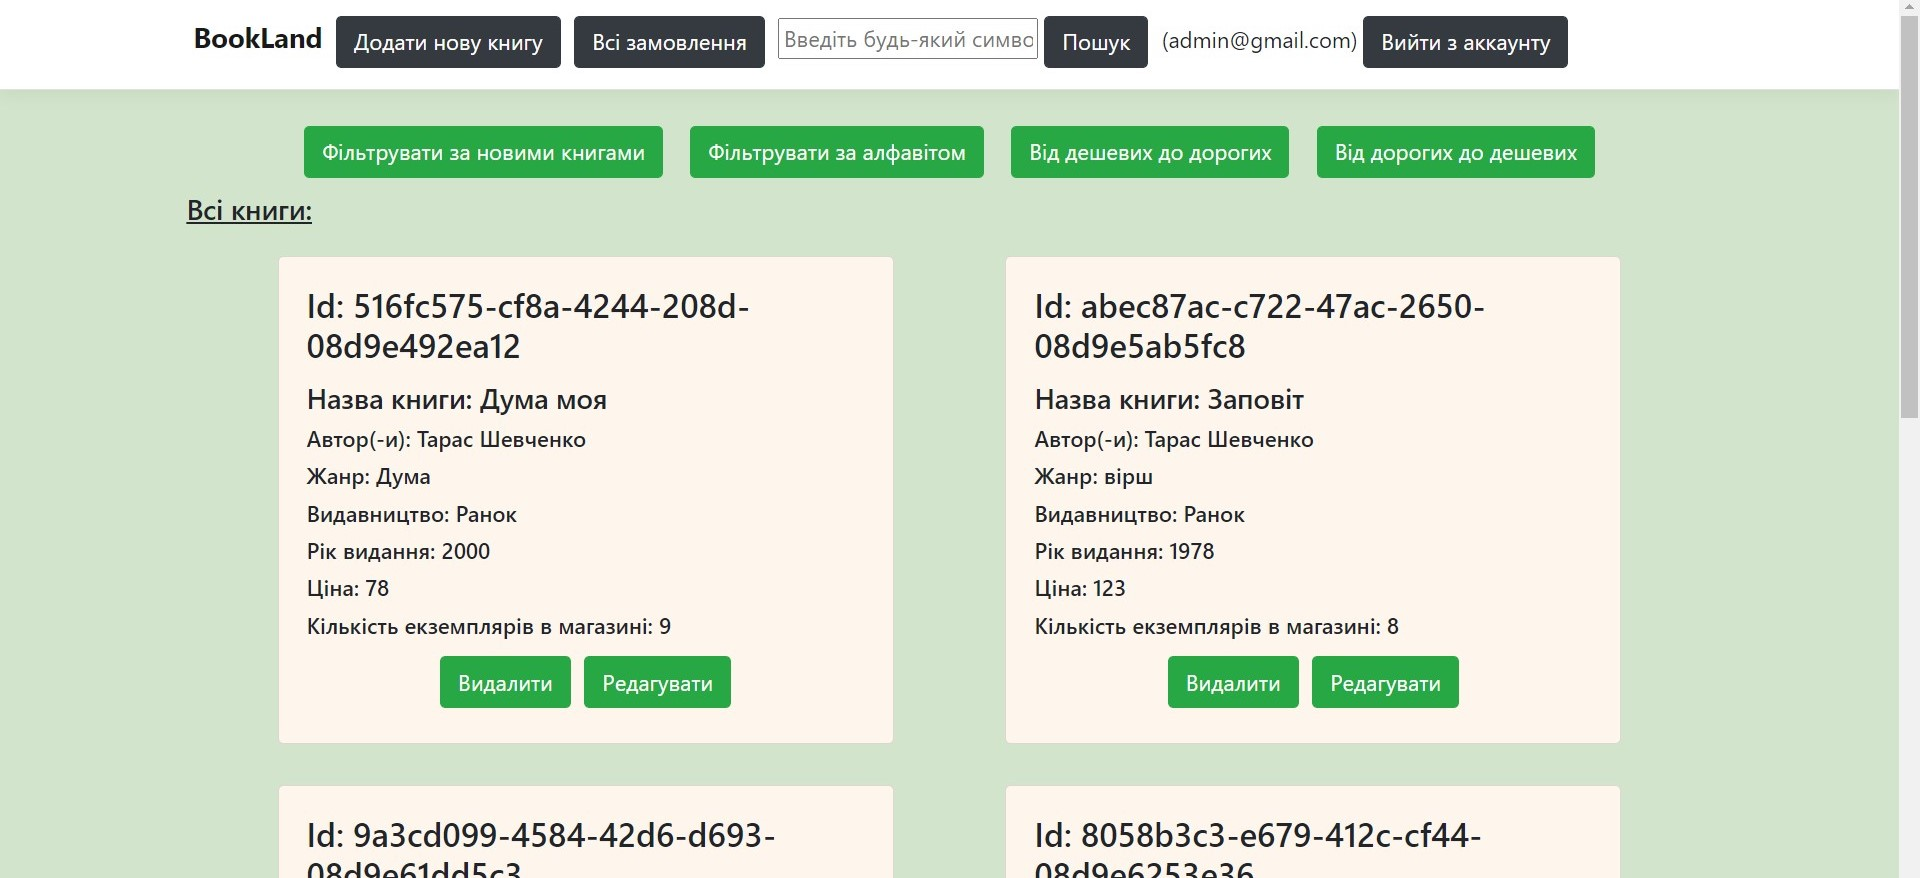 BookLand Додати нову книгу Всі замовлення Введіть будь-який симво Пошук (admin@gmail.com) Вийти з аккаунту
Фільтрувати за новими книгами Фільтрувати за алфавітом Від дешевих до дорогих Від дорогих до дешевих
Всі книги:
Id: 516fc575-cf8a-4244-208d-
08d9e492ea12
Назва книги: Дума моя
Автор(-и): Тарас Шевченко
Жанр: Дума
Видавництво: Ранок
Рік видання: 2000
Ціна: 78
Кількість екземплярів в магазині: 9
Видалити Редагувати
Id: abec87ac-c722-47ac-2650-
08d9e5ab5fc8
Назва книги: Заповіт
Автор(-и): Тарас Шевченко
Жанр: вірш
Видавництво: Ранок
Рік видання: 1978
Ціна: 123
Кількість екземплярів в магазині: 8
Видалити Редагувати
Id: 9a3cd099-4584-42d6-d693-
08d9e61dd5c3
Id: 8058b3c3-e679-412c-cf44-
08d9e6253e36